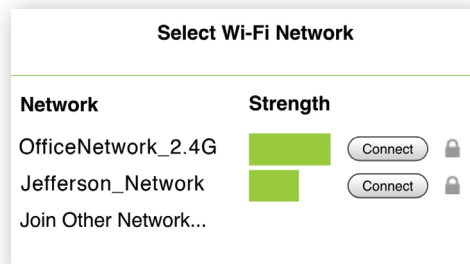 Select Wi-Fi Network
Network Strength
OfficeNetwork_2.4G Connect
Jefferson_Network Connect
Join Other Network...